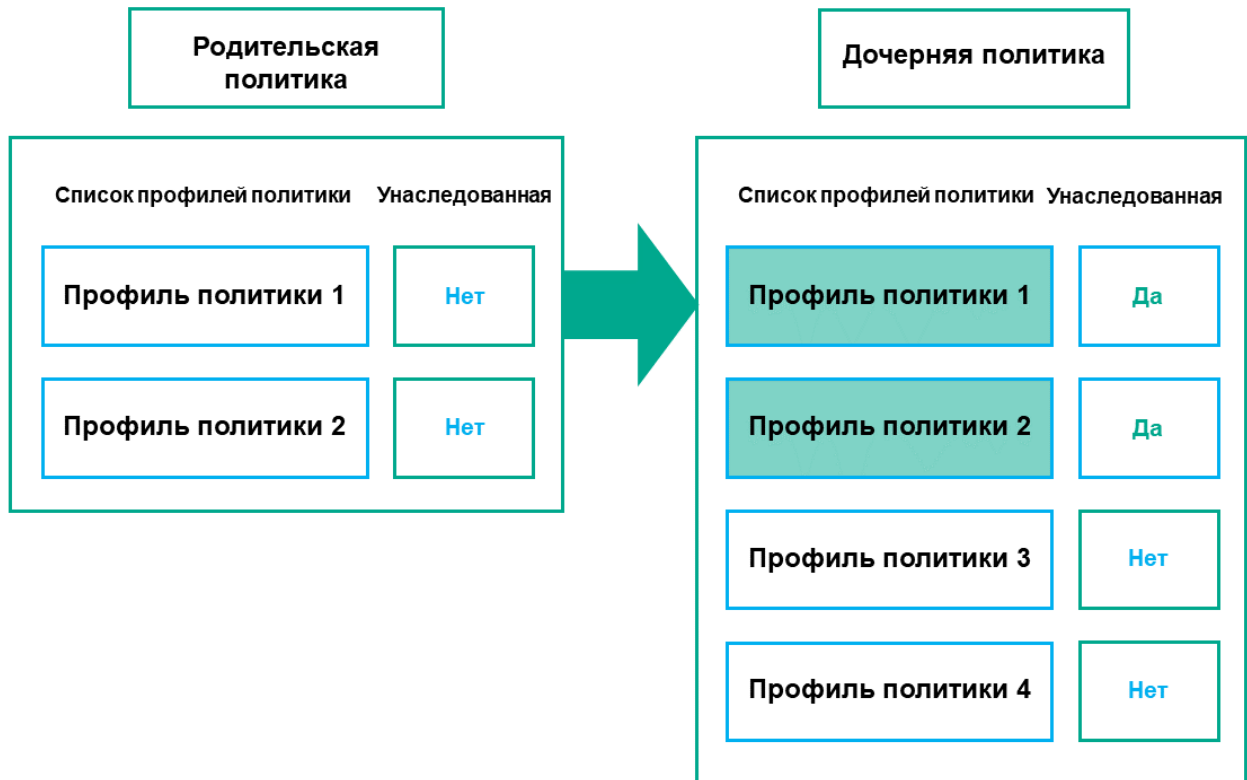 Родительская
политика
Дочерняя политика
Список профилей политики Унаследованная
Профиль политики 1 Нет
Профиль политики 2 Нет
Список профилей политики Унаследованная
Профиль политики 1 Да
Профиль политики 2 Да
Профиль политики 3 Нет
Профиль политики 4 Нет